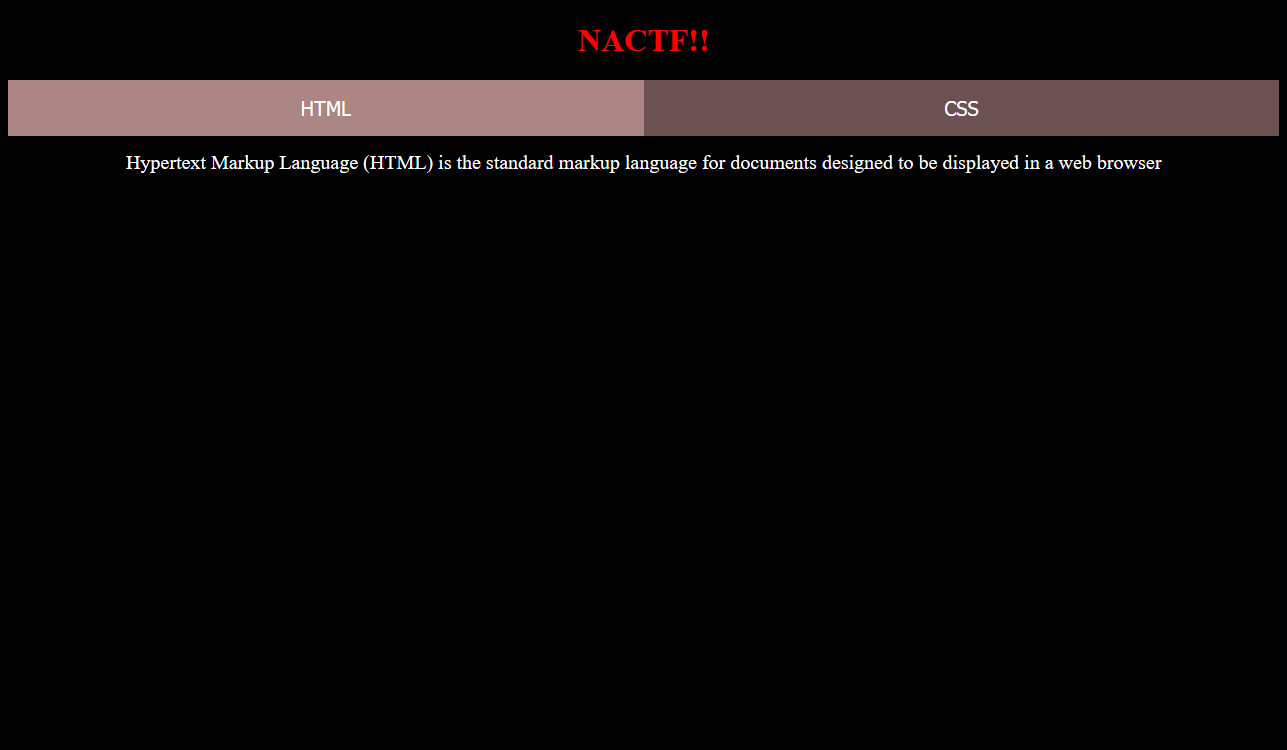 NACTF!!
HTML
CSS
Hypertext Markup Language (HTML) is the standard markup language for documents designed to be displayed in a web browser